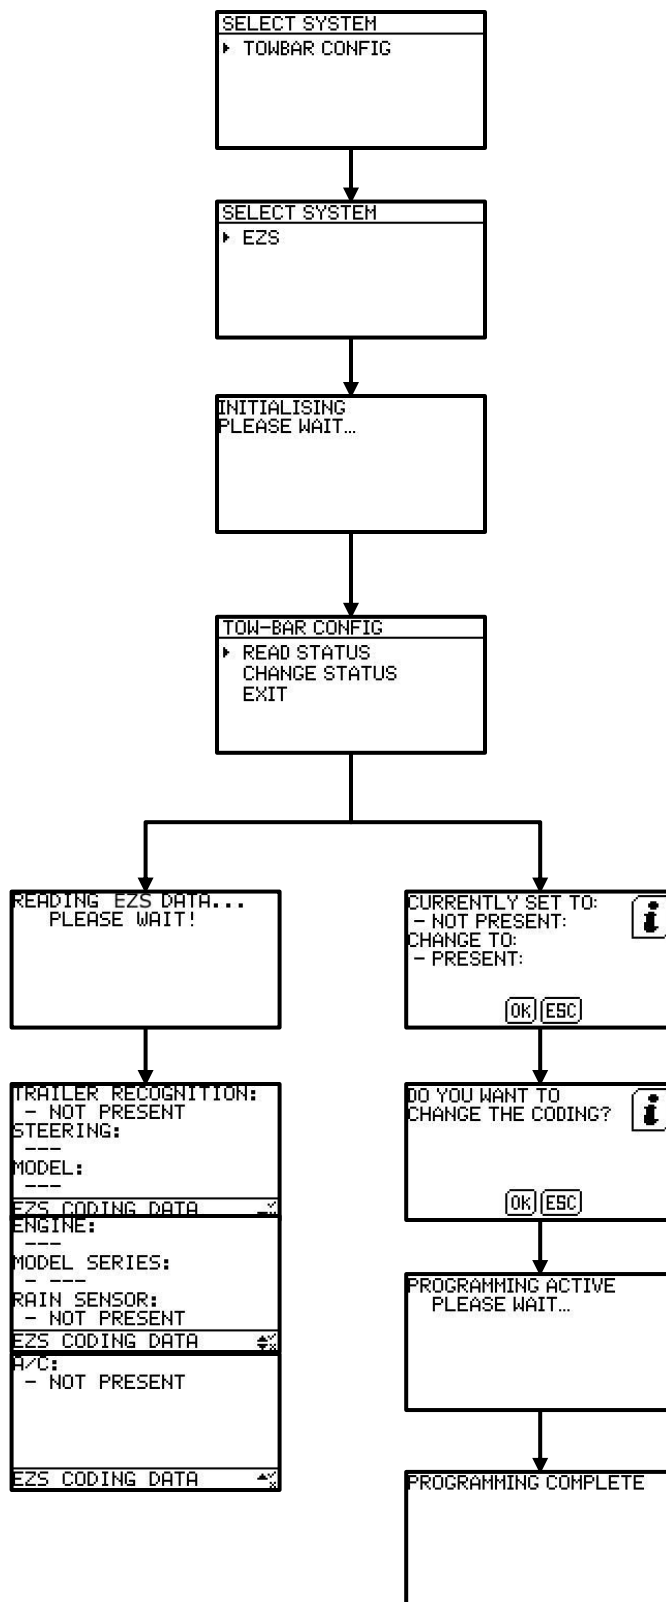 SELECT SYSTEM
TOWBAR CONFIG
SELECT SYSTEM
EZS
INITIALISING
PLEASE WAIT...
TOW-BAR CONFIG
READ STATUS
CHANGE STATUS
EXIT
READING EZS DATA...
PLEASE WAIT!
TRAILER RECOGNITION:
- NOT PRESENT
STEERING:
---
MODEL:
---
EZS CODING DATA
ENGINE:
---
MODEL SERIES:
- ---
RAIN SENSOR:
- NOT PRESENT
EZS CODING DATA
A/C:
- NOT PRESENT
EZS CODING DATA
CURRENTLY SET TO:
- NOT PRESENT:
CHANGE TO:
- PRESENT:
i
OK ESC
DO YOU WANT TO
CHANGE THE CODING?
i
OK ESC
PROGRAMMING ACTIVE
PLEASE WAIT...
PROGRAMMING COMPLETE